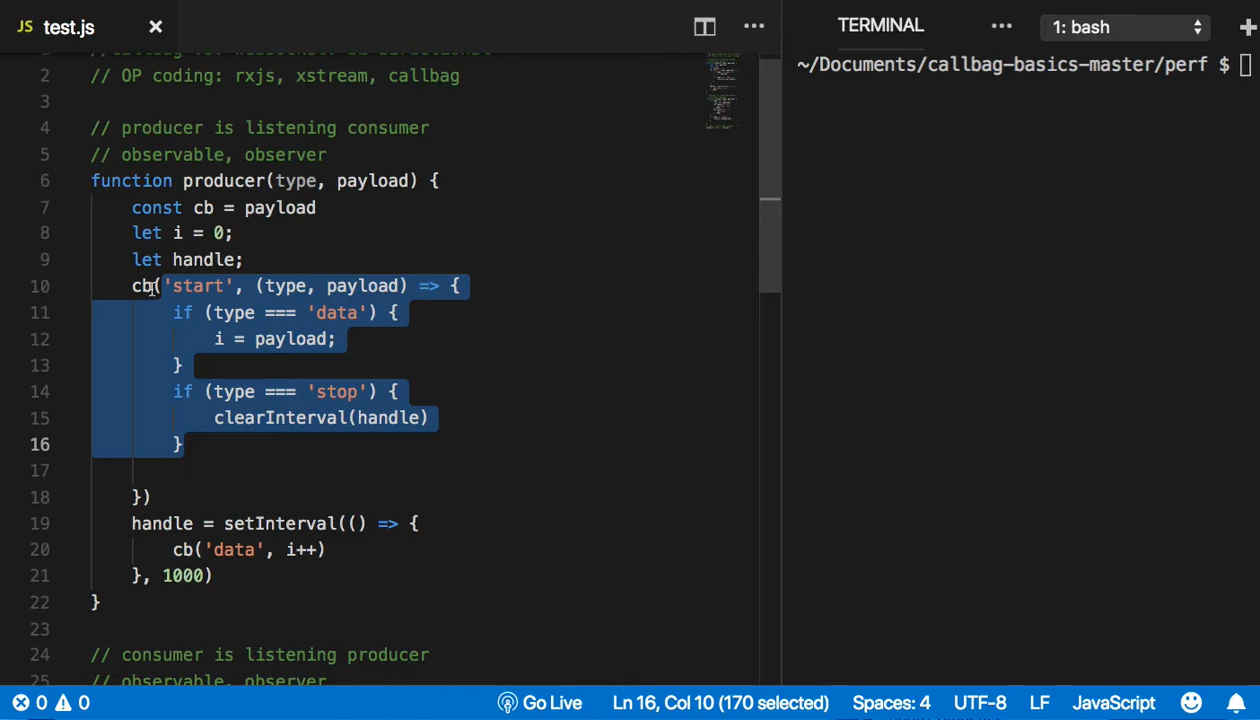 JS test.js ×
TERMINAL
1: bash
~/Documents/callbag-basics-master/perf $
2 // OP coding: rxjs, xstream, callbag
3
4 // producer is listening consumer
5 // observable, observer
6 function producer(type, payload) {
7 const cb = payload
8 let i = 0;
9 let handle;
10 cb('start', (type, payload) => {
11 if (type === 'data') {
12 i = payload;
13 }
14 if (type === 'stop') {
15 clearInterval(handle)
16 }
17
18 })
19 handle = setInterval(() => {
20 cb('data', i++)
21 }, 1000)
22 }
23
24 // consumer is listening producer
25 // observable, observer
0 0 Go Live Ln 16, Col 10 (170 selected) Spaces: 4 UTF-8 LF JavaScript